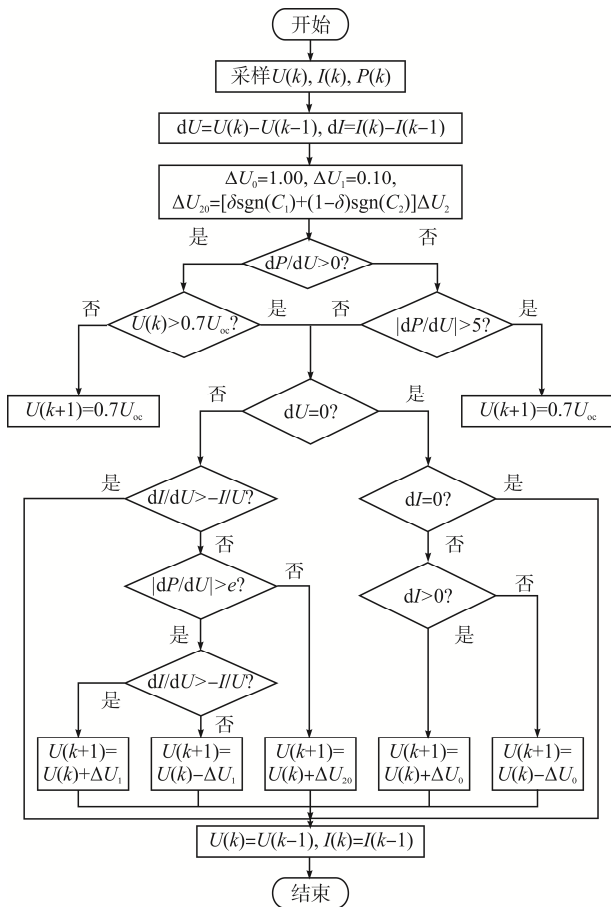 开始
采样U(k), I(k), P(k)
dU=U(k)−U(k−1), dI=I(k)−I(k−1)
ΔU₀=1.00, ΔU₁=0.10,
ΔU₂₀=[δsgn(C₁)+(1−δ)sgn(C₂)]ΔU₂
是
否
dP/dU>0?
否
U(k)>0.7Uoc?
是
否
|dP/dU|>5?
是
U(k+1)=0.7Uoc
否
dU=0?
是
U(k+1)=0.7Uoc
是
dI/dU>−I/U?
dI=0?
是
否
否
|dP/dU|>e?
否
dI>0?
否
是
是
dI/dU>−I/U?
是
否
U(k+1)=
U(k)+ΔU₁
U(k+1)=
U(k)−ΔU₁
U(k+1)=
U(k)+ΔU₂₀
U(k+1)=
U(k)+ΔU₀
U(k+1)=
U(k)−ΔU₀
U(k)=U(k−1), I(k)=I(k−1)
结束